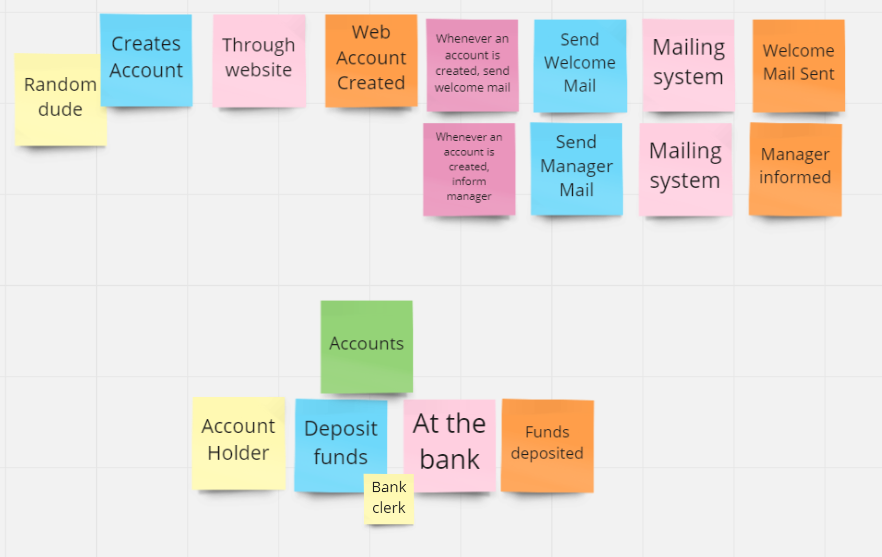 Random
dude
Creates
Account
Through
website
Web
Account
Created
Whenever an
account is
created, send
welcome mail
Send
Welcome
Mail
Mailing
system
Welcome
Mail Sent
Whenever an
account is
created,
inform
manager
Send
Manager
Mail
Mailing
system
Manager
informed
Accounts
Account
Holder
Deposit
funds
Bank
clerk
At the
bank
Funds
deposited